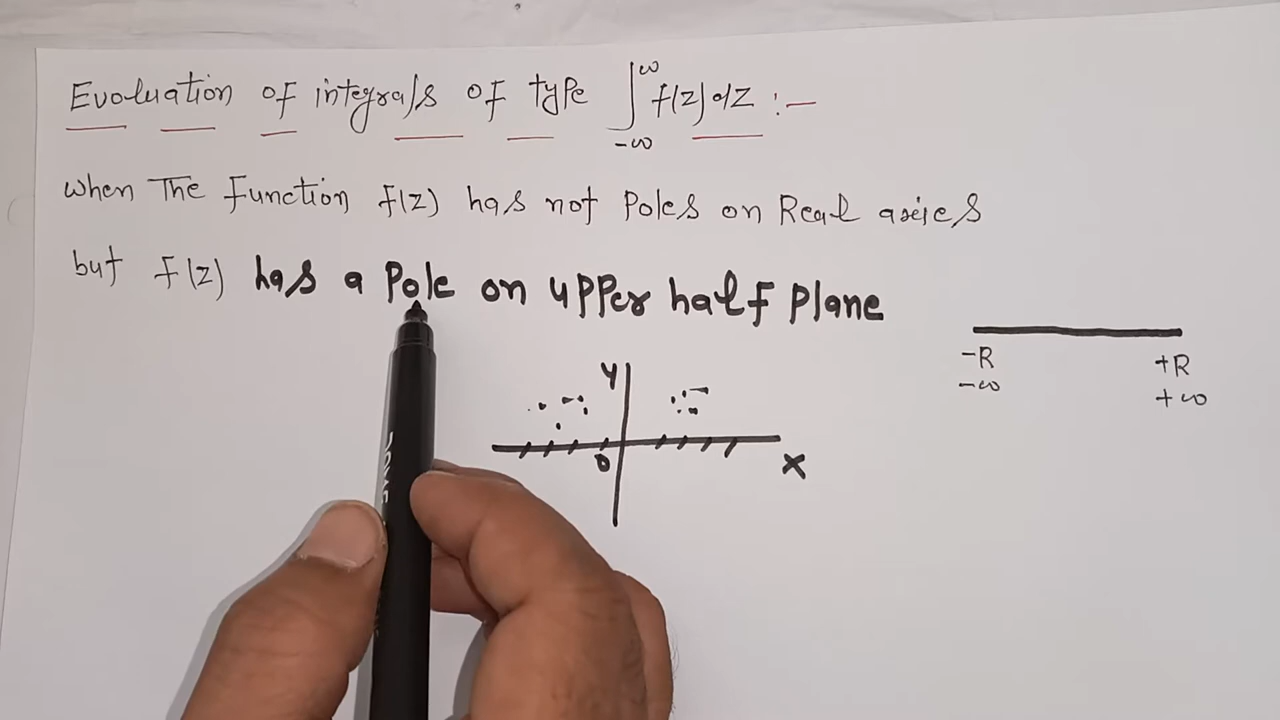 Evoluation of integrals of type ∫_{-∞}^{∞} f(z) dz :-
when The Function f(z) has not Poles on Real axies
but f(z) has a Pole on upper half plane
-R +R
-∞ +∞
Y
O X